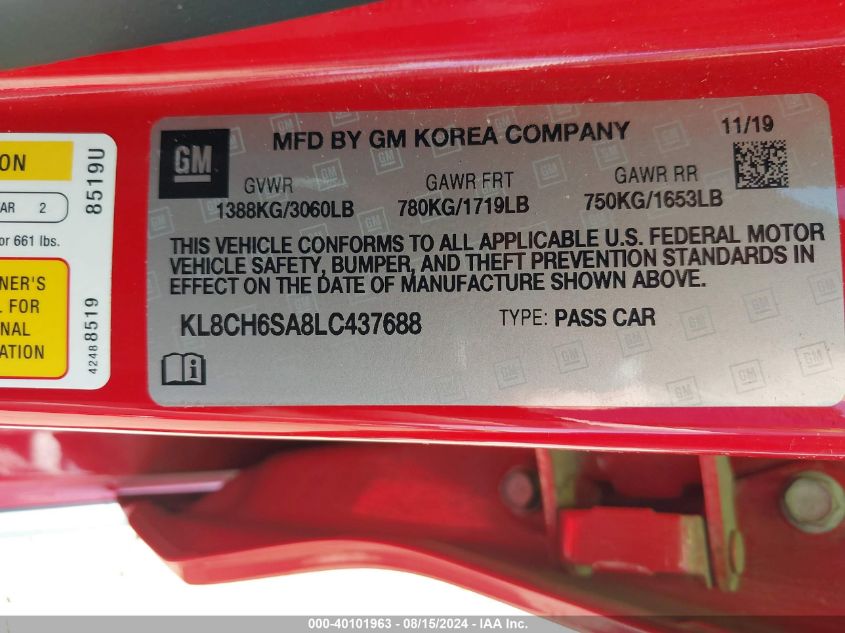 ON
AR 2
or 661 lbs.
NER'S
L FOR
NAL
ATION
8519U
42488519
GM
MFD BY GM KOREA COMPANY
11/19
GVWR
1388KG/3060LB
GAWR FRT
780KG/1719LB
GAWR RR
750KG/1653LB
THIS VEHICLE CONFORMS TO ALL APPLICABLE U.S. FEDERAL MOTOR
VEHICLE SAFETY, BUMPER, AND THEFT PREVENTION STANDARDS IN
EFFECT ON THE DATE OF MANUFACTURE SHOWN ABOVE.
KL8CH6SA8LC437688
TYPE: PASS CAR
i
000-40101963 - 08/15/2024 - IAA Inc.